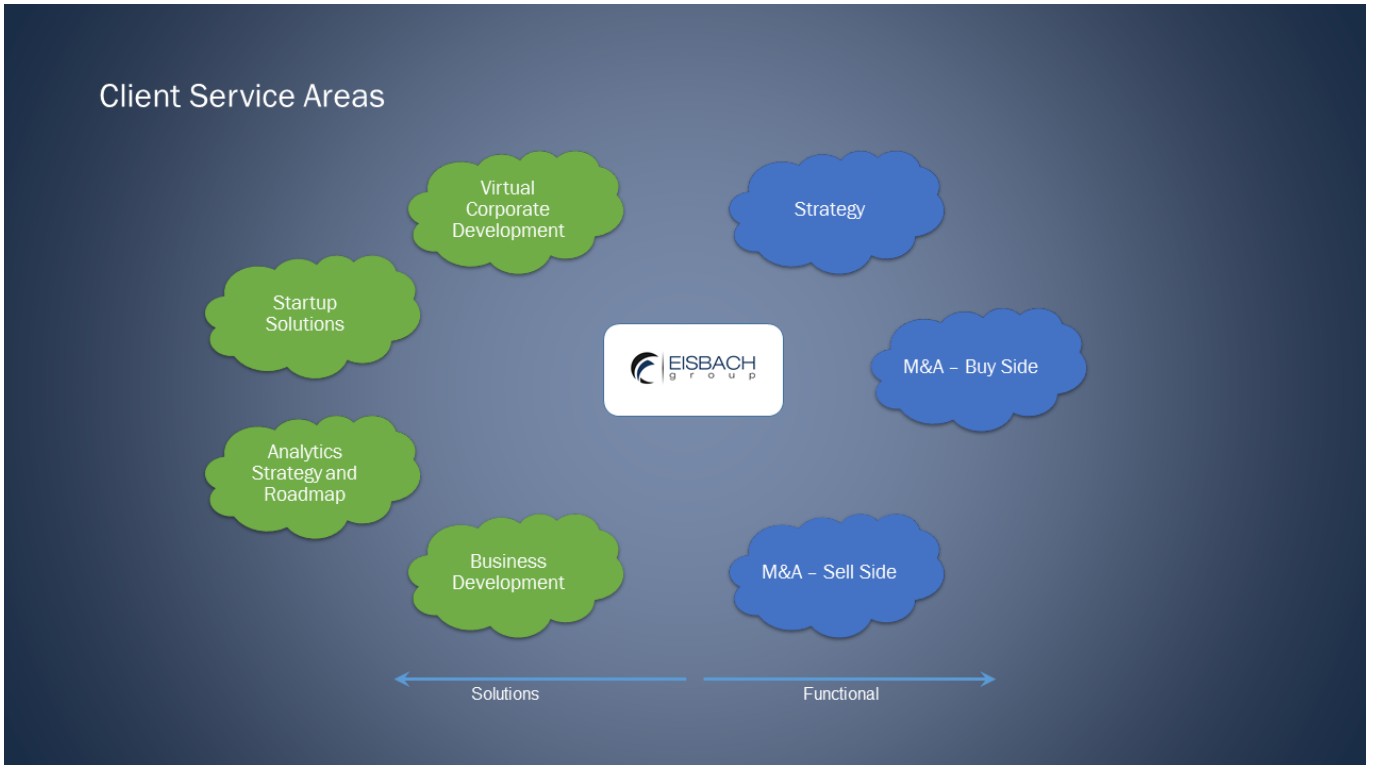 Client Service Areas
Virtual
Corporate
Development
Strategy
Startup
Solutions
EISBACH
group
M&A – Buy Side
Analytics
Strategy and
Roadmap
Business
Development
M&A – Sell Side
Solutions
Functional